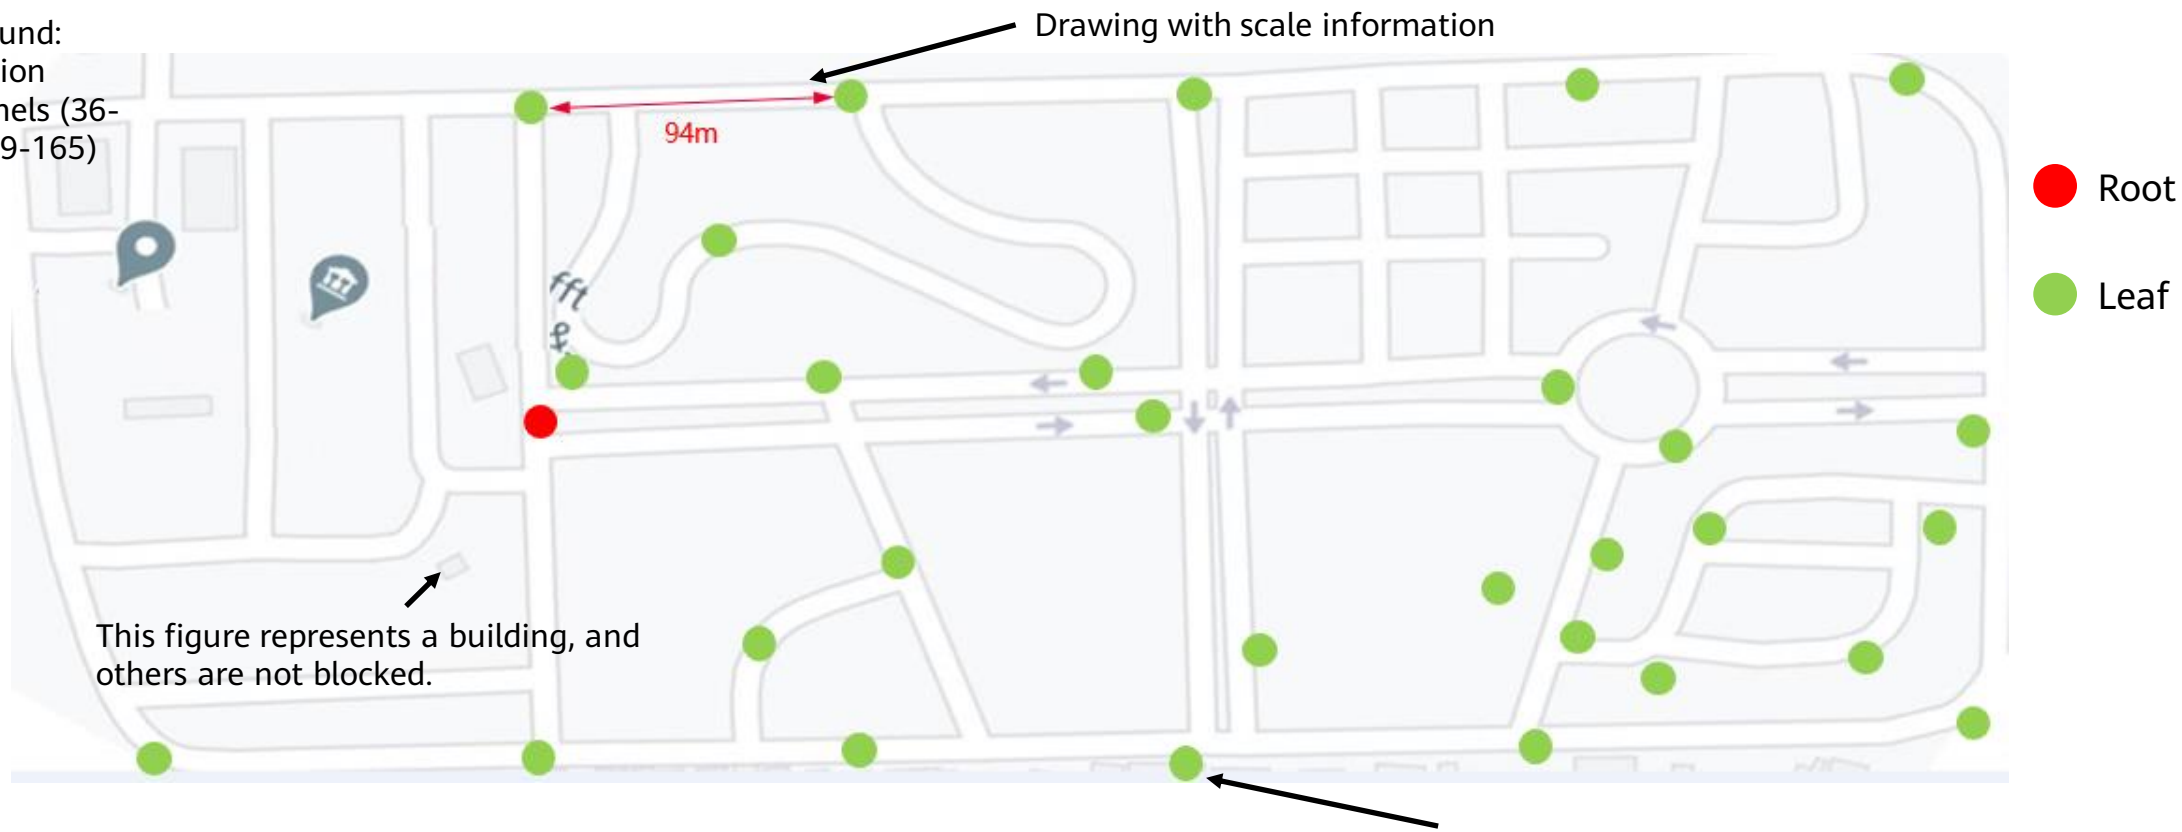 und:
ion
nels (36-
9-165)
Drawing with scale information
94m
Root
Leaf
fft
&
This figure represents a building, and
others are not blocked.